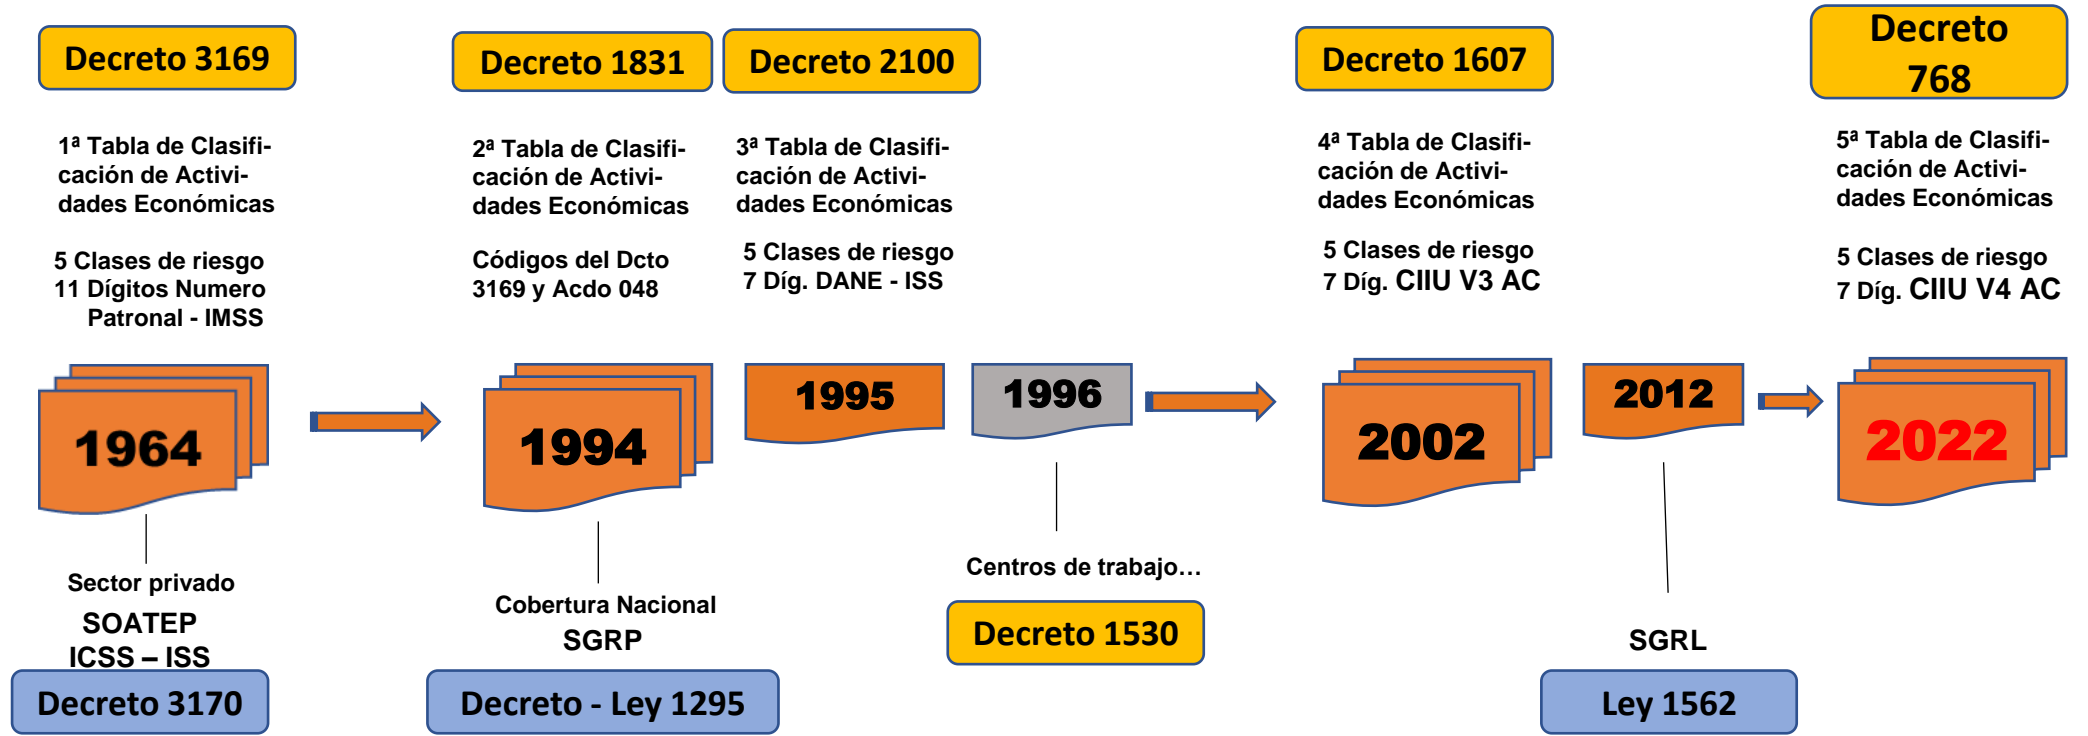 Decreto 3169
1ª Tabla de Clasifi-
cación de Activi-
dades Económicas
5 Clases de riesgo
11 Dígitos Numero
Patronal - IMSS
1964
Sector privado
SOATEP
ICSS – ISS
Decreto 3170
Decreto 1831
2ª Tabla de Clasifi-
cación de Activi-
dades Económicas
Códigos del Dcto
3169 y Acdo 048
1994
Cobertura Nacional
SGRP
Decreto - Ley 1295
Decreto 2100
3ª Tabla de Clasifi-
cación de Activi-
dades Económicas
5 Clases de riesgo
7 Díg. DANE - ISS
1995
1996
Centros de trabajo...
Decreto 1530
Decreto 1607
4ª Tabla de Clasifi-
cación de Activi-
dades Económicas
5 Clases de riesgo
7 Díg. CIIU V3 AC
2002
2012
SGRL
Ley 1562
Decreto
768
5ª Tabla de Clasifi-
cación de Activi-
dades Económicas
5 Clases de riesgo
7 Díg. CIIU V4 AC
2022